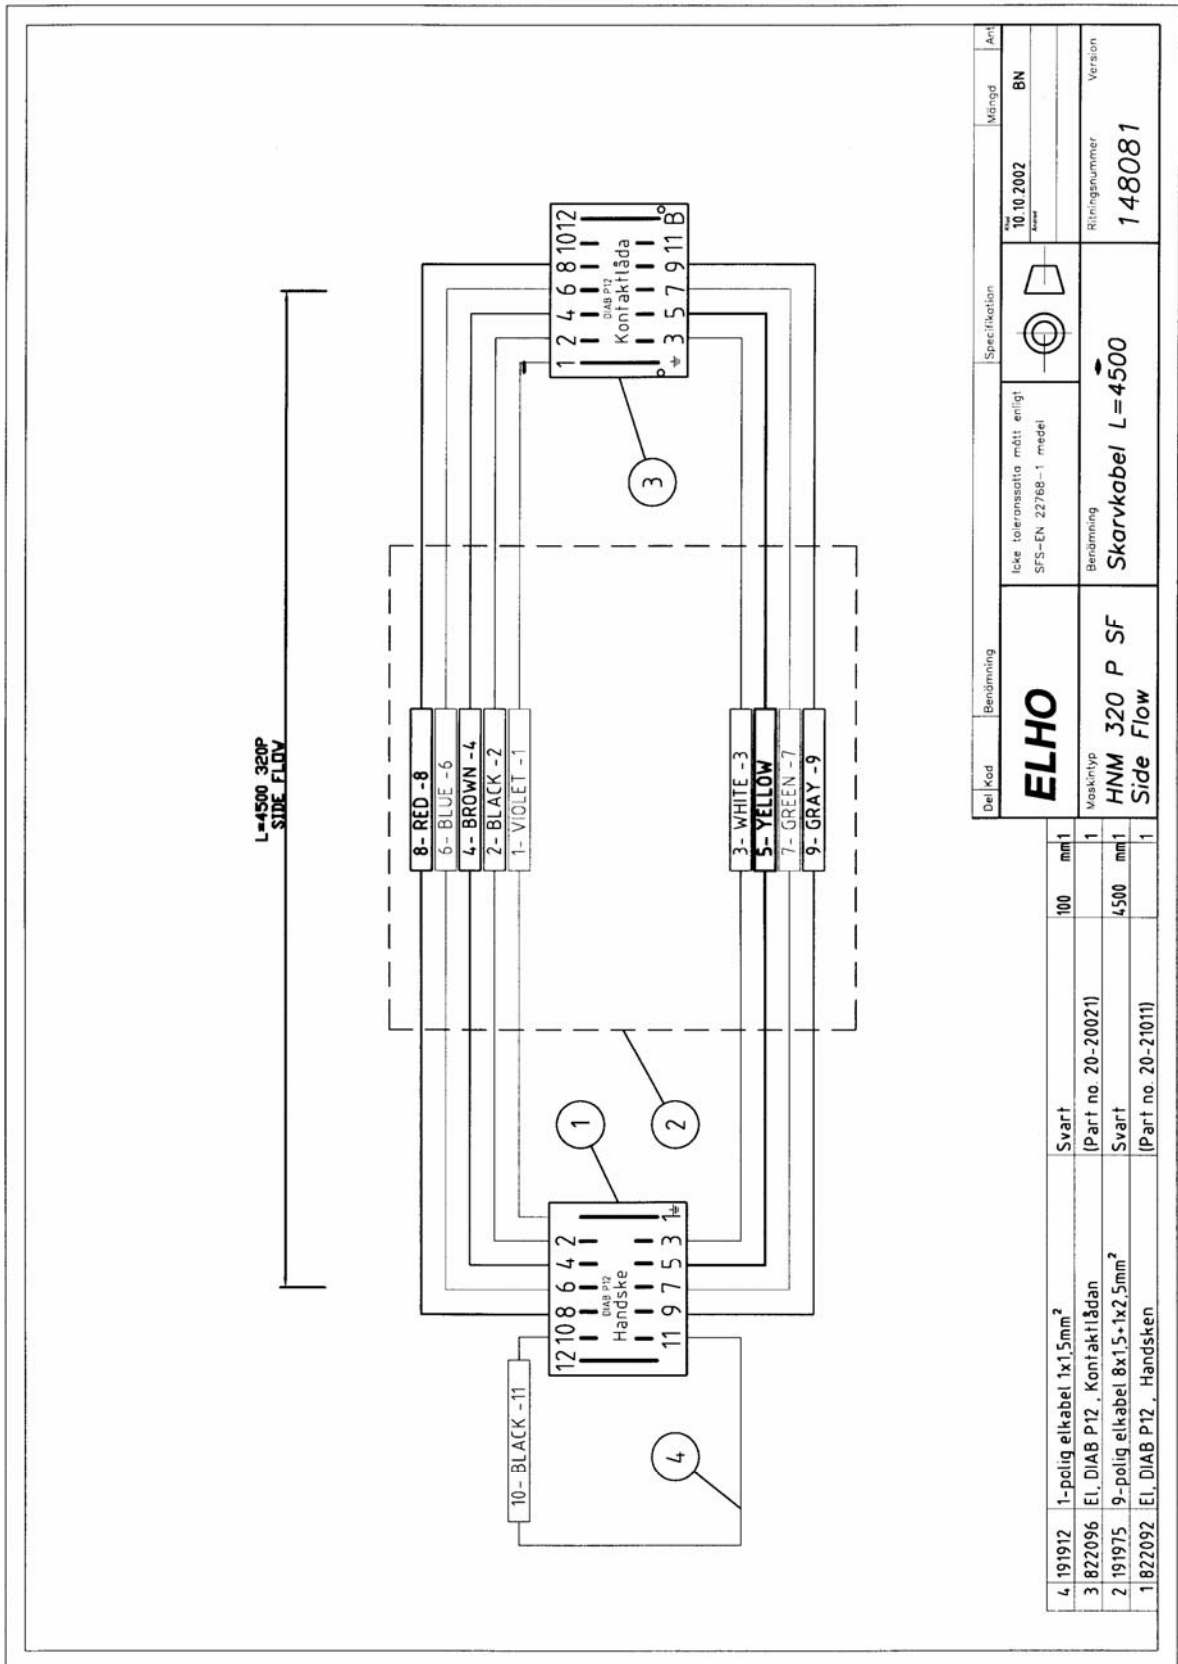 L=4500 320P
SIDE FLOW
8- RED -8
6- BLUE -6
4- BROWN -4
2- BLACK -2
1- VIOLET -1
3- WHITE -3
5- YELLOW
7- GREEN -7
9- GRAY -9
10- BLACK -11
12 10 8 6 4 2
DIAB P12
Handske
11 9 7 5 3 1
1 2 4 6 8 10 12
DIAB P12
Kontaktlåda
3 5 7 9 11 B
1
2
3
4
4 191912 1-polig elkabel 1x1,5mm² Svart 100 mm 1
3 822096 El, DIAB P12 , Kontaktlådan (Part no. 20-20021) 1
2 191975 9-polig elkabel 8x1,5+1x2,5mm² Svart 4500 mm 1
1 822092 El, DIAB P12 , Handsken (Part no. 20-21011) 1
Del Kod Benämning Specifikation Mängd Ant
ELHO
Icke toleranssatta mått enligt
SFS-EN 22768-1 medel
10.10.2002 BN
Maskintyp
HNM 320 P SF
Side Flow
Benämning
Skarvkabel L=4500
Ritningsnummer Version
148081